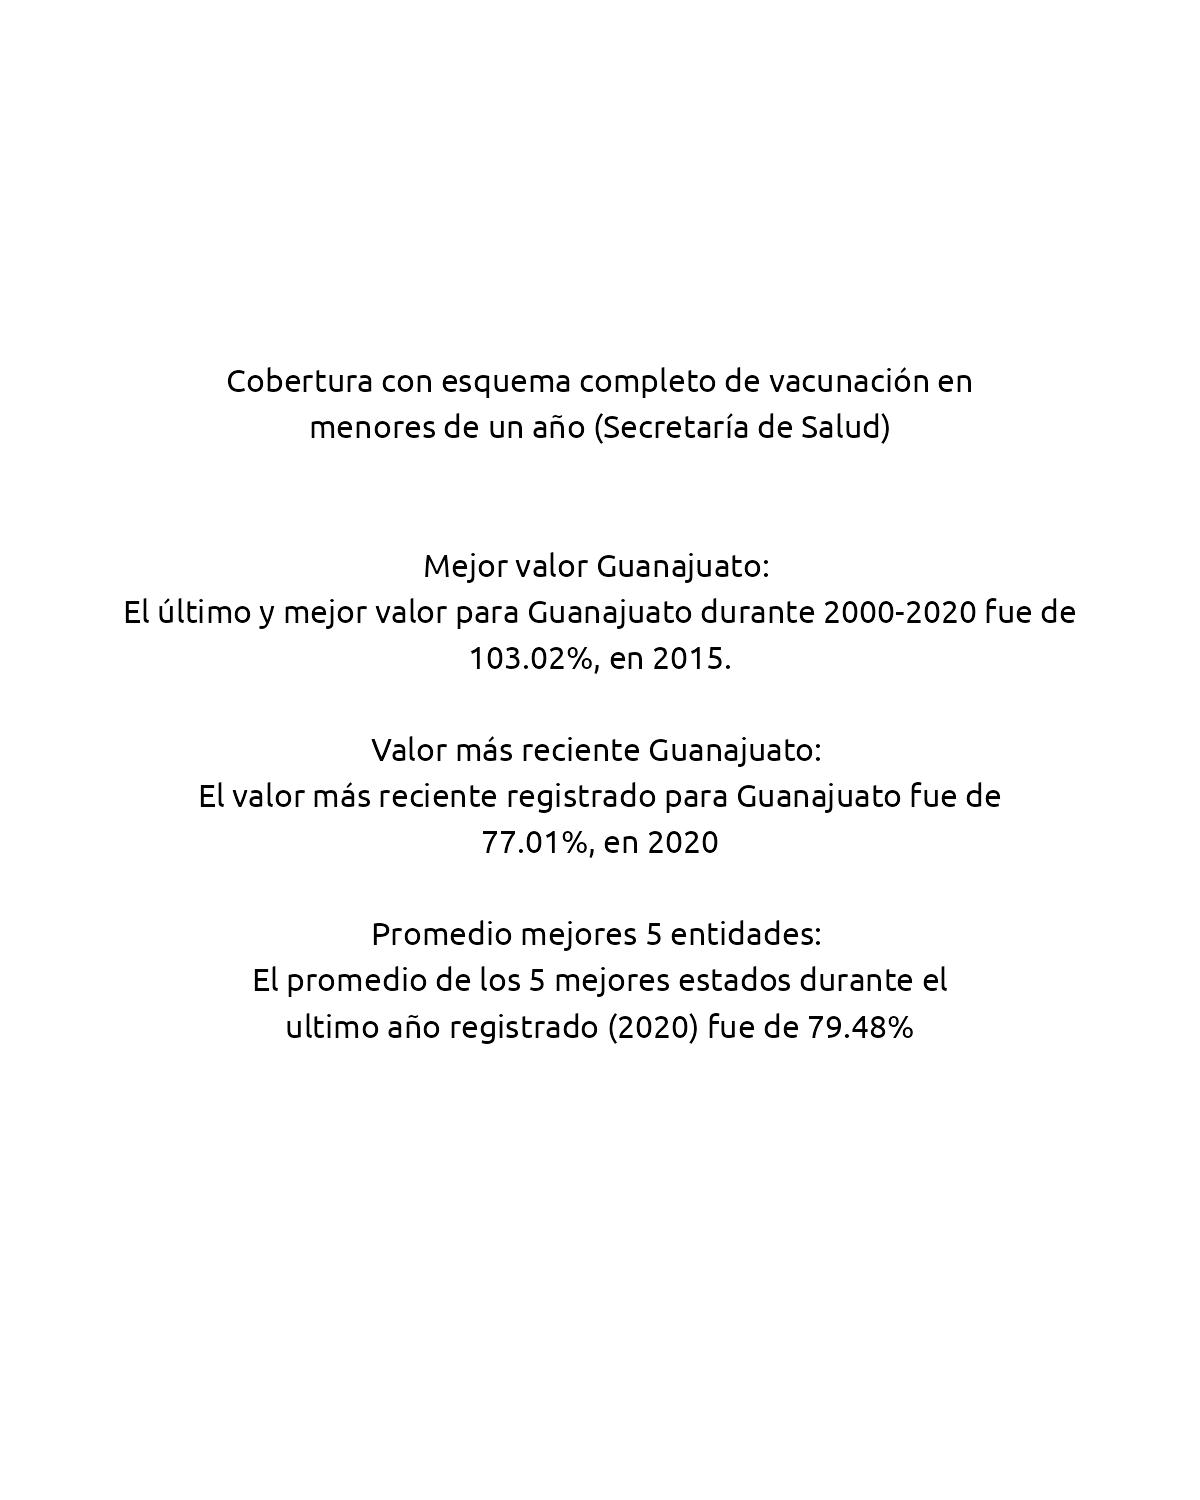 Cobertura con esquema completo de vacunación en
menores de un año (Secretaría de Salud)
Mejor valor Guanajuato:
El último y mejor valor para Guanajuato durante 2000-2020 fue de
103.02%, en 2015.
Valor más reciente Guanajuato:
El valor más reciente registrado para Guanajuato fue de
77.01%, en 2020
Promedio mejores 5 entidades:
El promedio de los 5 mejores estados durante el
ultimo año registrado (2020) fue de 79.48%